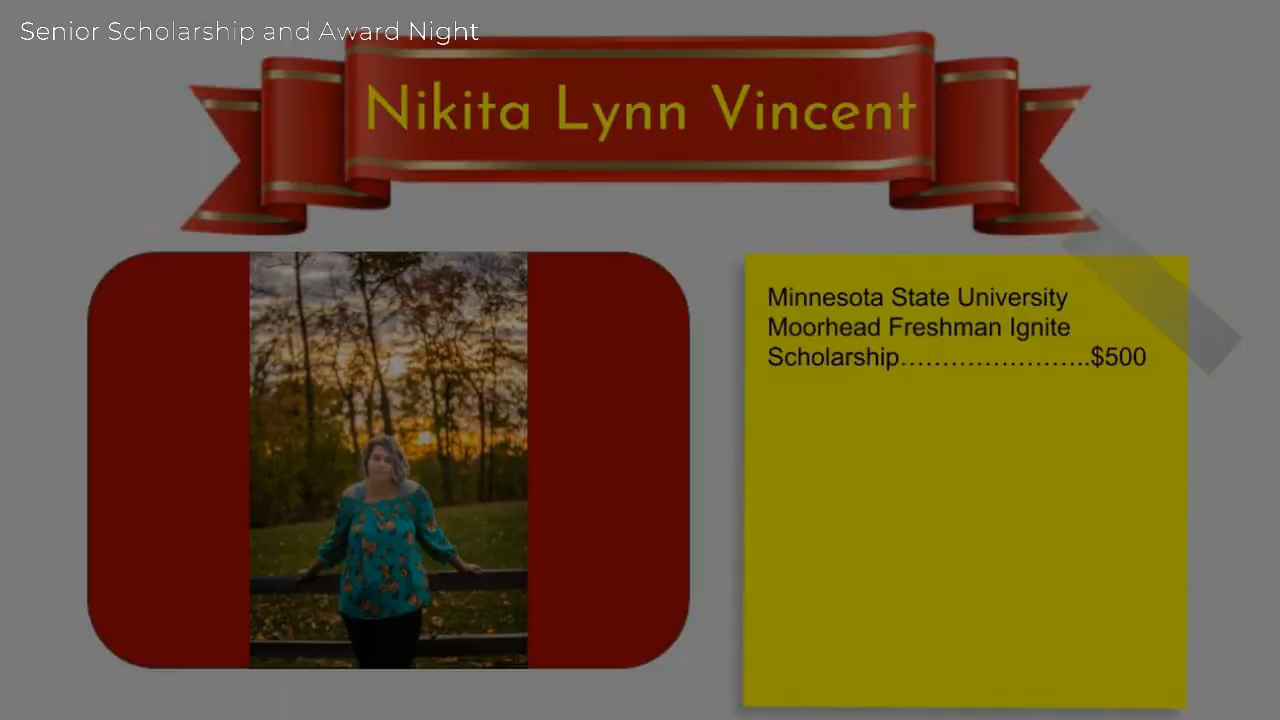 Senior Scholarship and Award Night
Nikita Lynn Vincent
Minnesota State University
Moorhead Freshman Ignite
Scholarship…………………..$500